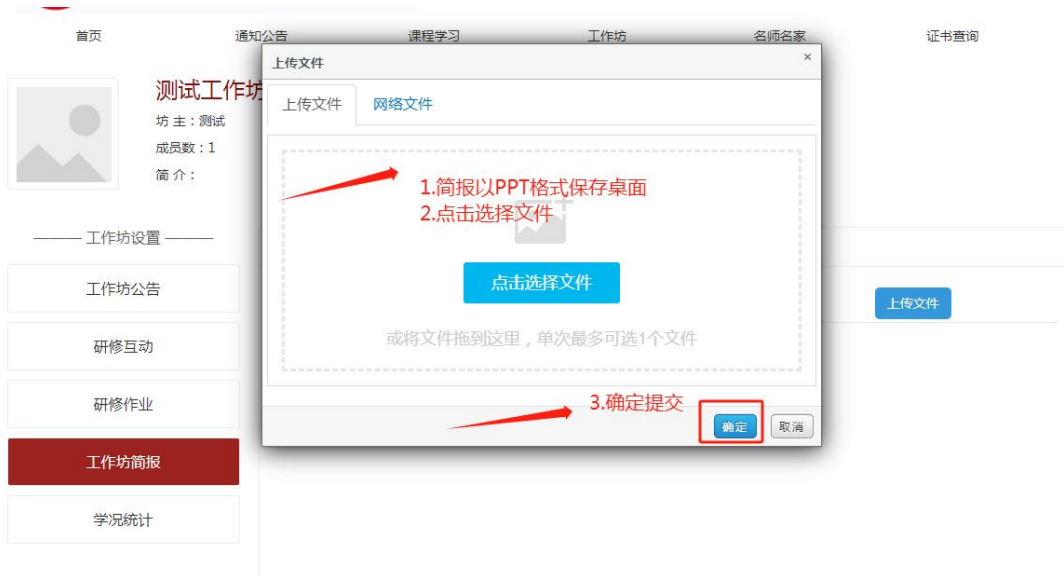 首页 通知公告 课程学习 工作坊 名师名家 证书查询
上传文件 ×
上传文件 网络文件
测试工作坊
坊 主：测试
成员数：1
简 介：
1.简报以PPT格式保存桌面
2.点击选择文件
点击选择文件
或将文件拖到这里，单次最多可选1个文件
3.确定提交
确定 取消
工作坊设置
工作坊公告
上传文件
研修互动
研修作业
工作坊简报
学况统计